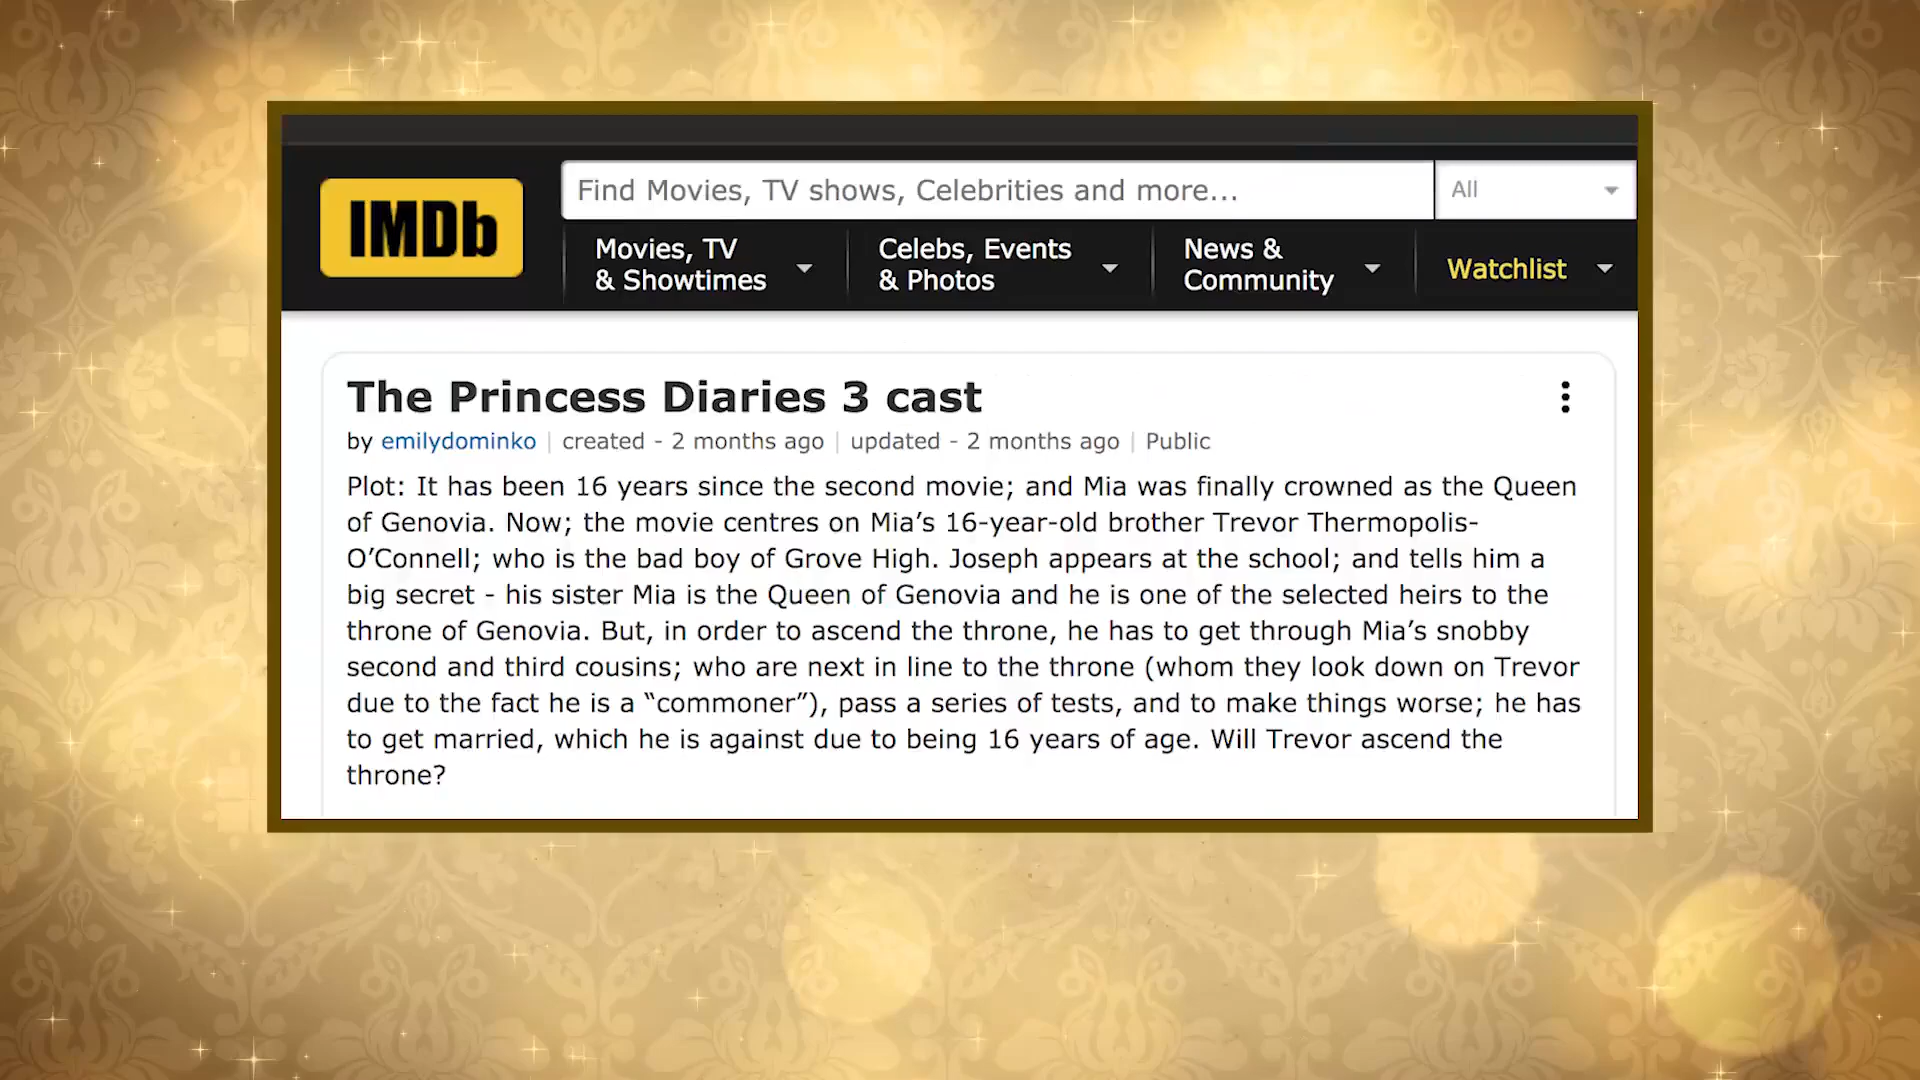 IMDb
Find Movies, TV shows, Celebrities and more...
All
Movies, TV
& Showtimes
Celebs, Events
& Photos
News &
Community
Watchlist
The Princess Diaries 3 cast
by emilydominko | created - 2 months ago | updated - 2 months ago | Public
Plot: It has been 16 years since the second movie; and Mia was finally crowned as the Queen
of Genovia. Now; the movie centres on Mia’s 16-year-old brother Trevor Thermopolis-
O’Connell; who is the bad boy of Grove High. Joseph appears at the school; and tells him a
big secret - his sister Mia is the Queen of Genovia and he is one of the selected heirs to the
throne of Genovia. But, in order to ascend the throne, he has to get through Mia’s snobby
second and third cousins; who are next in line to the throne (whom they look down on Trevor
due to the fact he is a “commoner”), pass a series of tests, and to make things worse; he has
to get married, which he is against due to being 16 years of age. Will Trevor ascend the
throne?